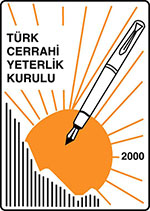 TÜRK
CERRAHİ
YETERLİK
KURULU
2000